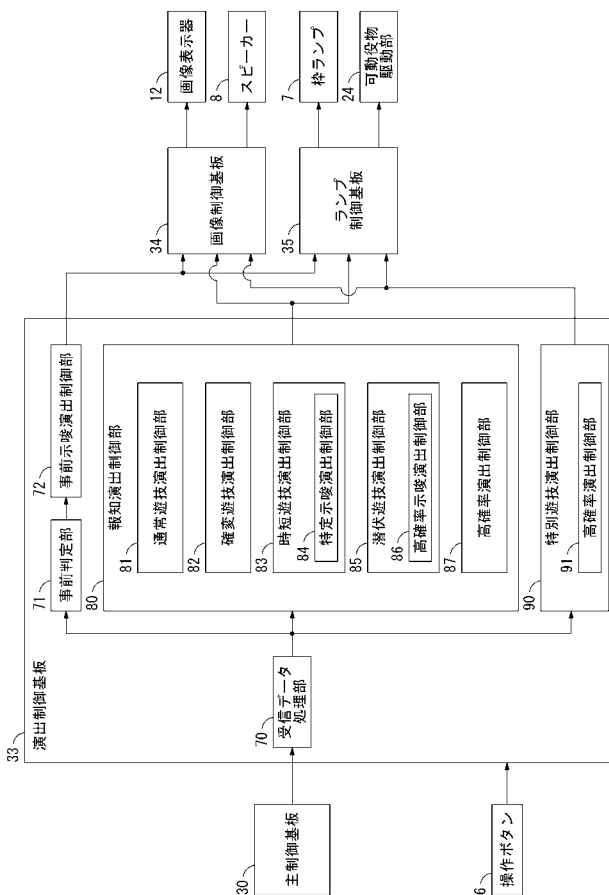 33
演出制御基板
30
主制御基板
6
操作ボタン
70
受信データ
処理部
71
事前判定部
72
事前示唆演出制御部
80
報知演出制御部
81
通常遊技演出制御部
82
確変遊技演出制御部
83
時短遊技演出制御部
84
特定示唆演出制御部
85
潜伏遊技演出制御部
86
高確率示唆演出制御部
87
高確率演出制御部
90
特別遊技演出制御部
91
高確率演出制御部
34
画像制御基板
35
ランプ
制御基板
12
画像表示器
8
スピーカー
7
枠ランプ
24
可動役物
駆動部